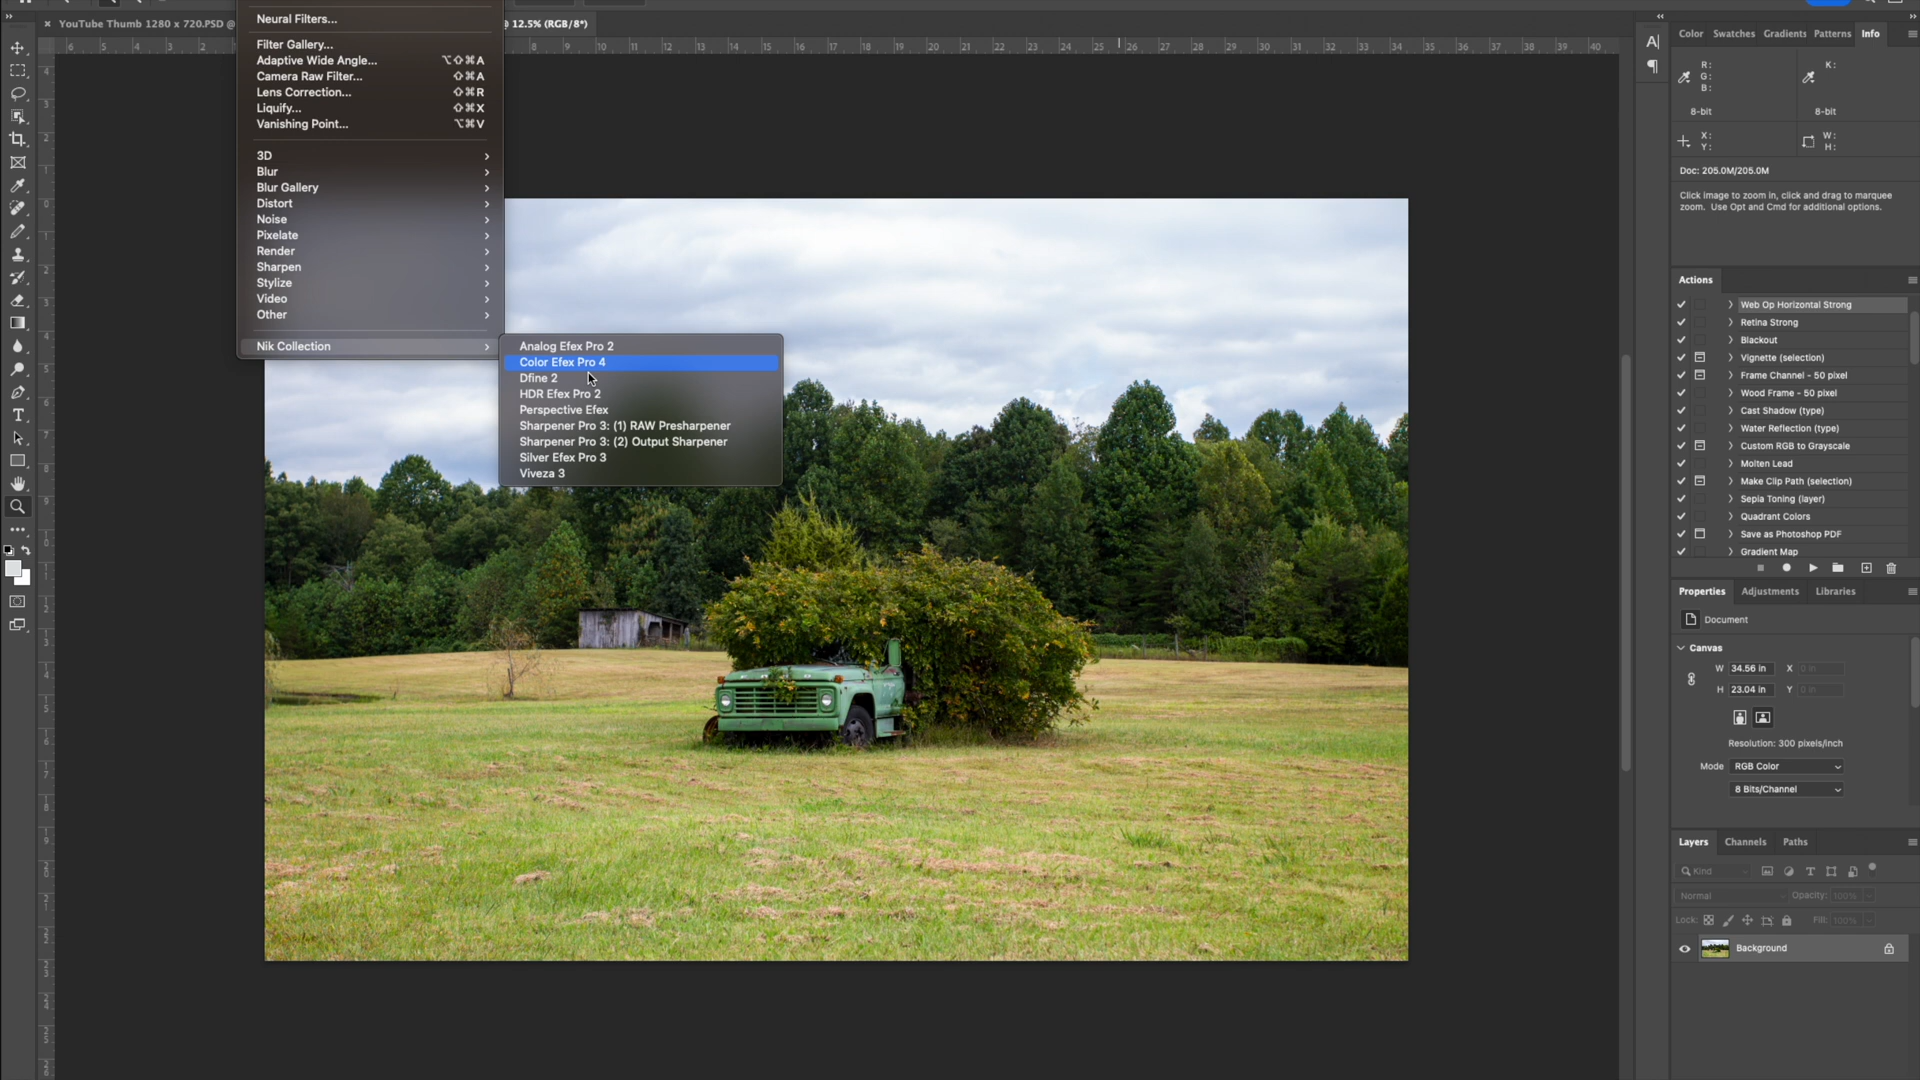 YouTube Thumb 1280 x 720.PSD @
@ 12.5% (RGB/8*)
Neural Filters...
Filter Gallery...
Adaptive Wide Angle... ⌥⇧⌘A
Camera Raw Filter... ⇧⌘A
Lens Correction... ⇧⌘R
Liquify... ⇧⌘X
Vanishing Point... ⌥⌘V
3D
Blur
Blur Gallery
Distort
Noise
Pixelate
Render
Sharpen
Stylize
Video
Other
Nik Collection
Analog Efex Pro 2
Color Efex Pro 4
Dfine 2
HDR Efex Pro 2
Perspective Efex
Sharpener Pro 3: (1) RAW Presharpener
Sharpener Pro 3: (2) Output Sharpener
Silver Efex Pro 3
Viveza 3
Color Swatches Gradients Patterns Info
R: K:
G:
B:
8-bit 8-bit
X: W:
Y: H:
Doc: 205.0M/205.0M
Click image to zoom in, click and drag to marquee
zoom. Use Opt and Cmd for additional options.
Actions
Web Op Horizontal Strong
Retina Strong
Blackout
Vignette (selection)
Frame Channel - 50 pixel
Wood Frame - 50 pixel
Cast Shadow (type)
Water Reflection (type)
Custom RGB to Grayscale
Molten Lead
Make Clip Path (selection)
Sepia Toning (layer)
Quadrant Colors
Save as Photoshop PDF
Gradient Map
Properties Adjustments Libraries
Document
Canvas
W 34.56 in X 0 in
H 23.04 in Y 0 in
Resolution: 300 pixels/inch
Mode RGB Color
8 Bits/Channel
Layers Channels Paths
Kind
Normal Opacity: 100%
Lock: Fill: 100%
Background